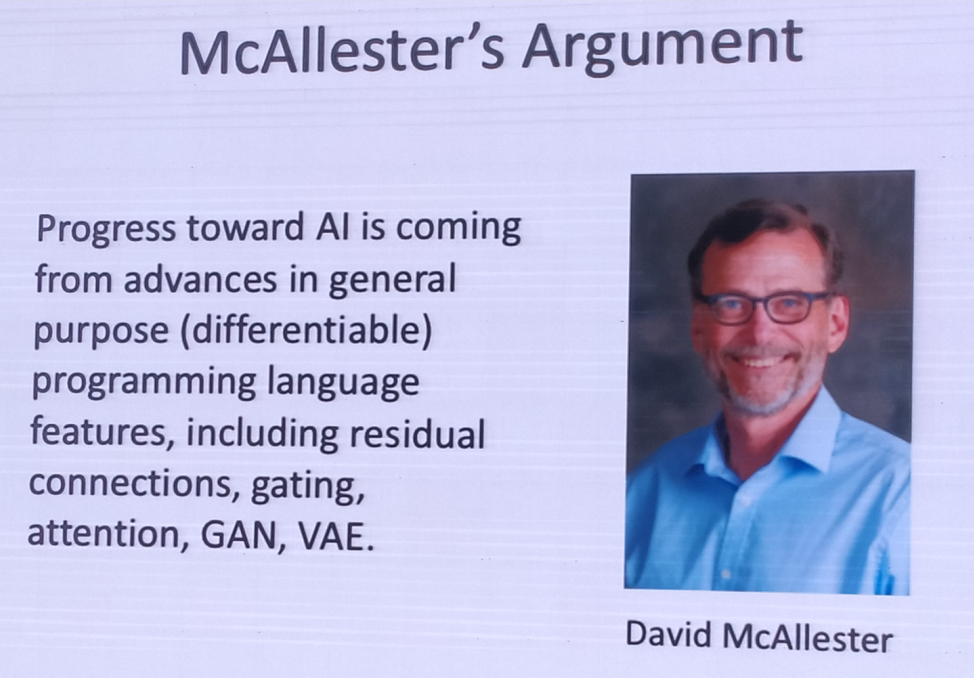 McAllester’s Argument
Progress toward AI is coming
from advances in general
purpose (differentiable)
programming language
features, including residual
connections, gating,
attention, GAN, VAE.
David McAllester